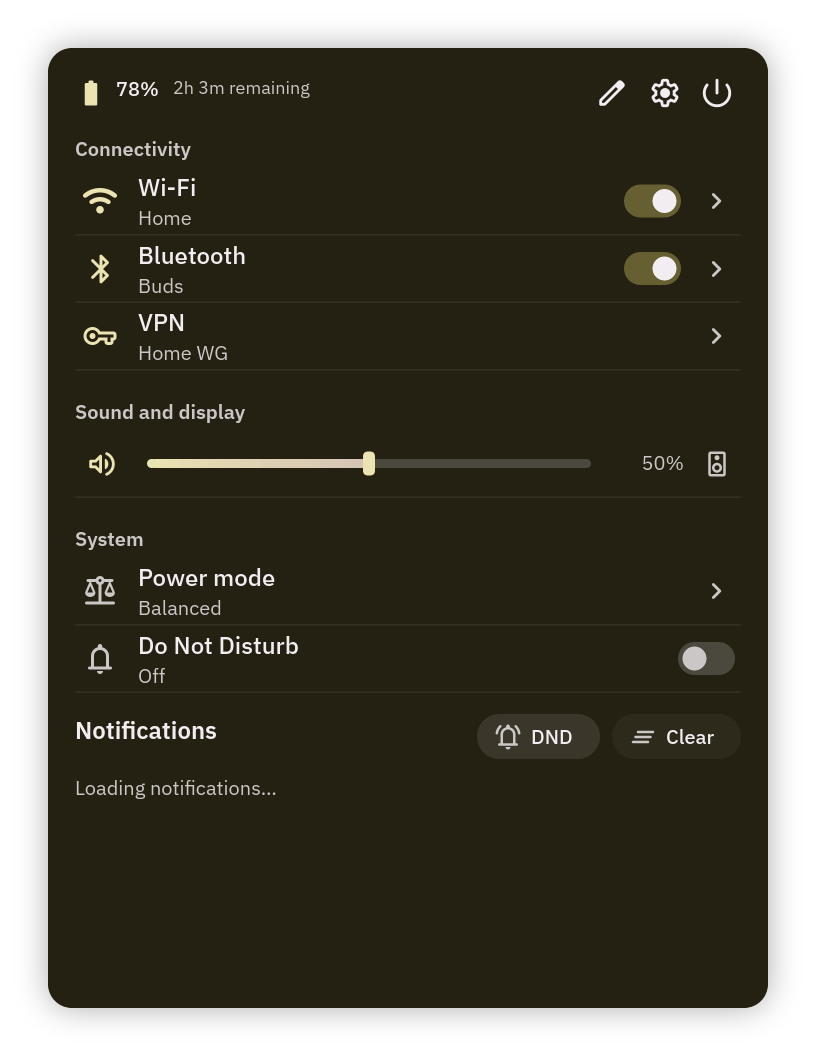 78% 2h 3m remaining
Connectivity
Wi-Fi
Home
Bluetooth
Buds
VPN
Home WG
Sound and display
50%
System
Power mode
Balanced
Do Not Disturb
Off
Notifications DND Clear
Loading notifications...